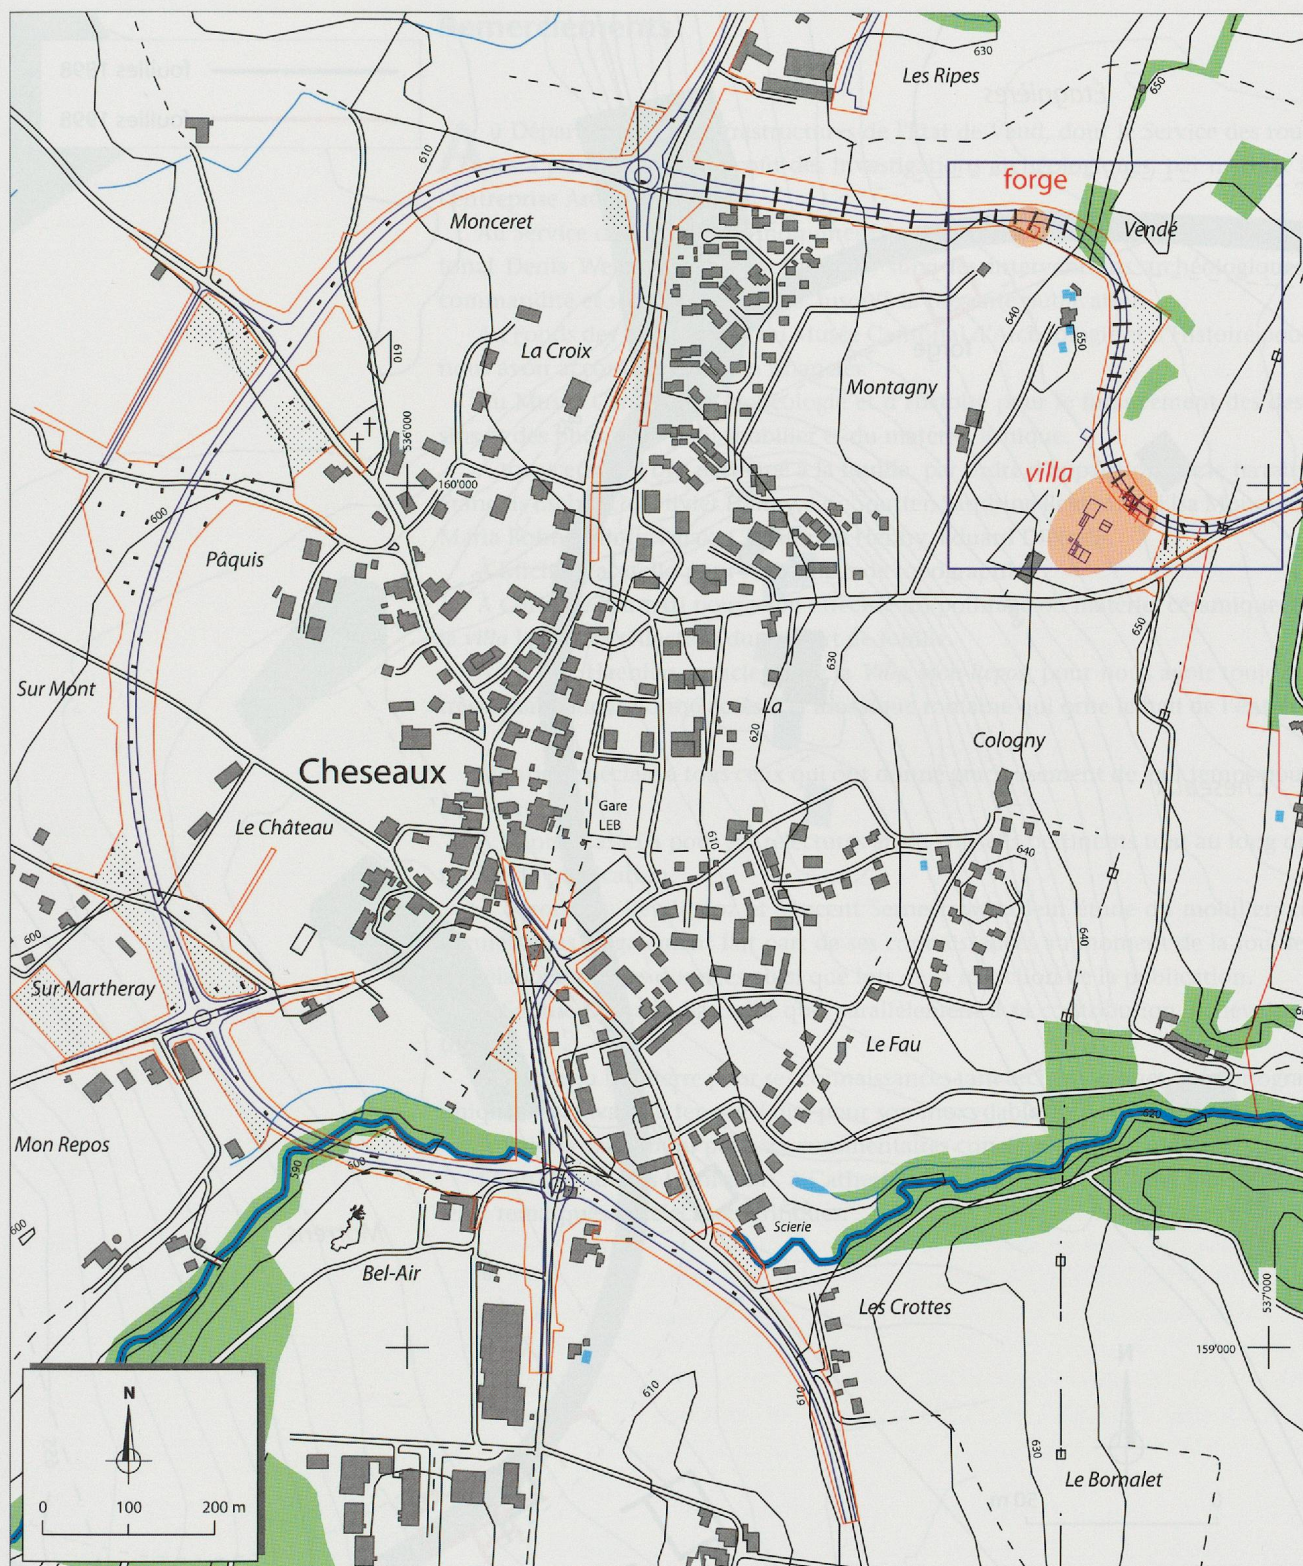 630
Les Ripes
650
610
forge
Monceret
Vendé
640
650
La Croix
610
Montagny
536'000
villa
160'000
600
Pâquis
650
630
Sur Mont
La
620
Cologny
Cheseaux
Gare
LEB
Le Château
610
640
600
640
Sur Martheray
Le Fau
620
Mon Repos
590
600
600
Scierie
Bel-Air
Les Crottes
537'000
159'000
610
610
N
630
Le Bornalet
0 100 200 m